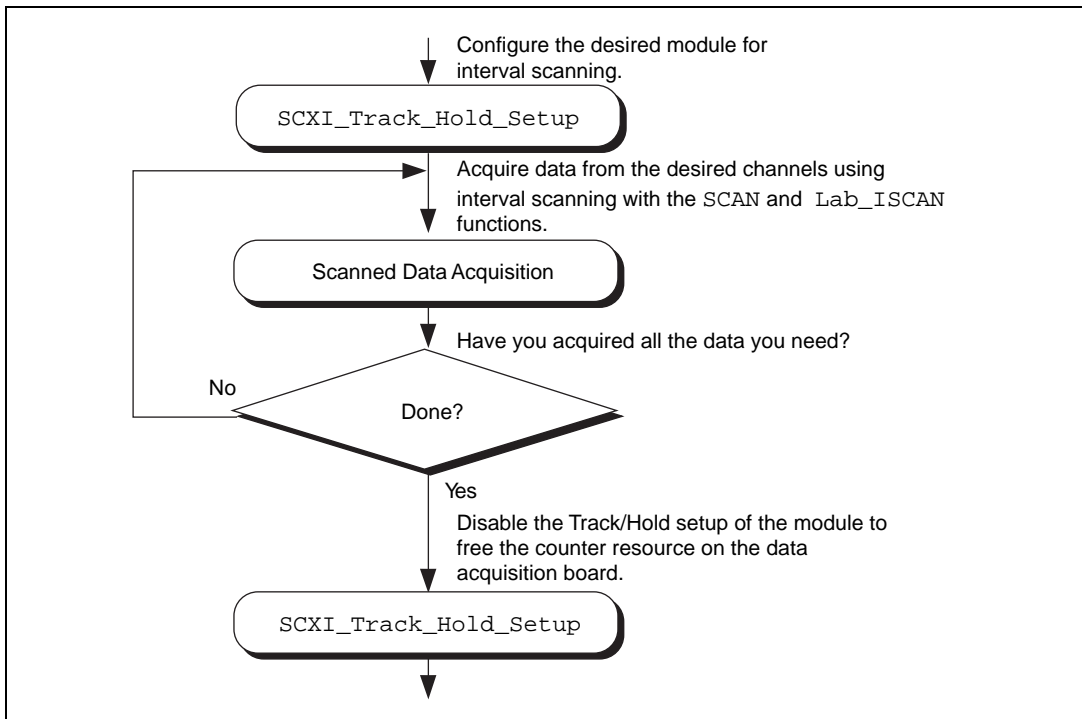 Configure the desired module for
interval scanning.
SCXI_Track_Hold_Setup
Acquire data from the desired channels using
interval scanning with the SCAN and Lab_ISCAN
functions.
Scanned Data Acquisition
Have you acquired all the data you need?
No
Done?
Yes
Disable the Track/Hold setup of the module to
free the counter resource on the data
acquisition board.
SCXI_Track_Hold_Setup